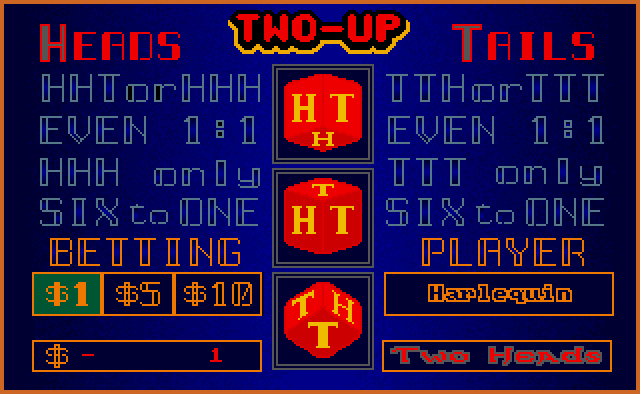 TWO-UP
HEADS
HHTorHHH
EVEN 1:1
HHH only
SIXtoONE
BETTING
$1 $5 $10
$- 1
H T
H
T
H T
T H
T
TAILS
TTHorTTT
EVEN 1:1
TTT only
SIXtoONE
PLAYER
Harlequin
Two Heads